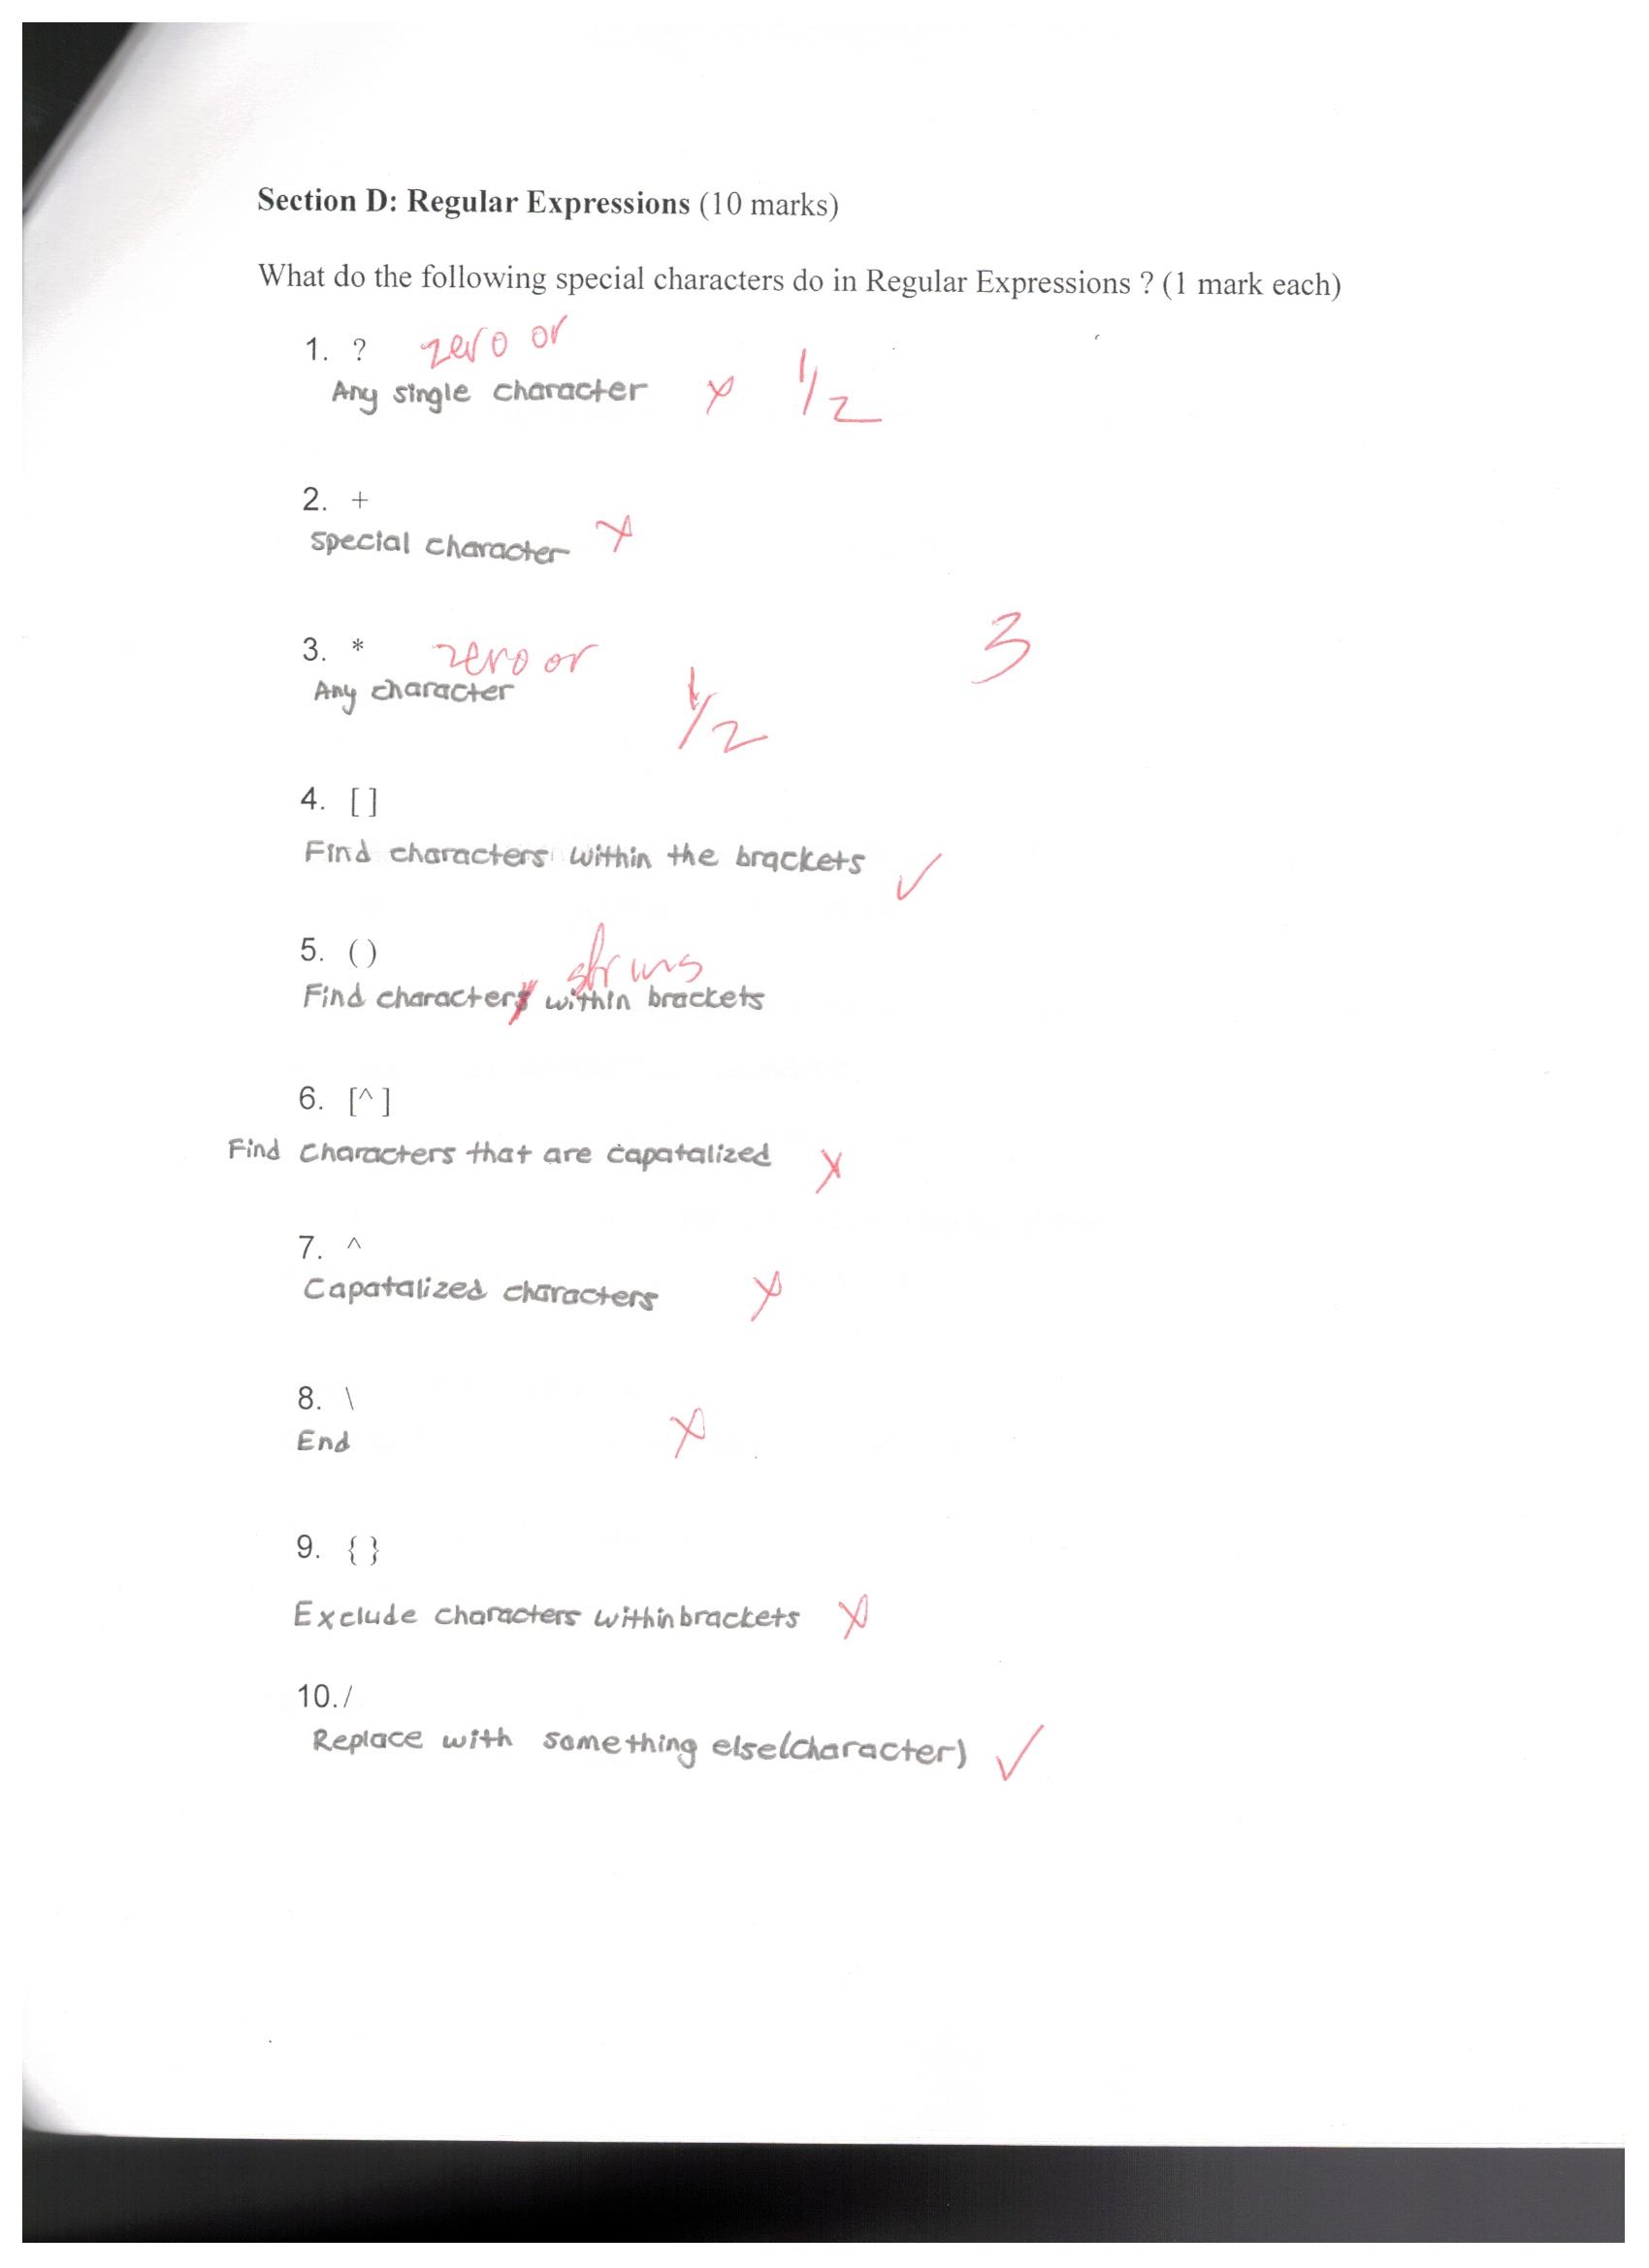 Section D: Regular Expressions (10 marks)
What do the following special characters do in Regular Expressions ? (1 mark each)
1. ? zero or
Any single character x 1/2
2. +
special character x
3. * zero or
3
Any character 1/2
4. [ ]
Find characters within the brackets ✓
5. ( )
Find characters within brackets
6. [^ ]
Find characters that are capatalized x
7. ^
Capatalized characters x
8. \
End x
9. { }
Exclude characters within brackets x
10./
Replace with something else(character) ✓